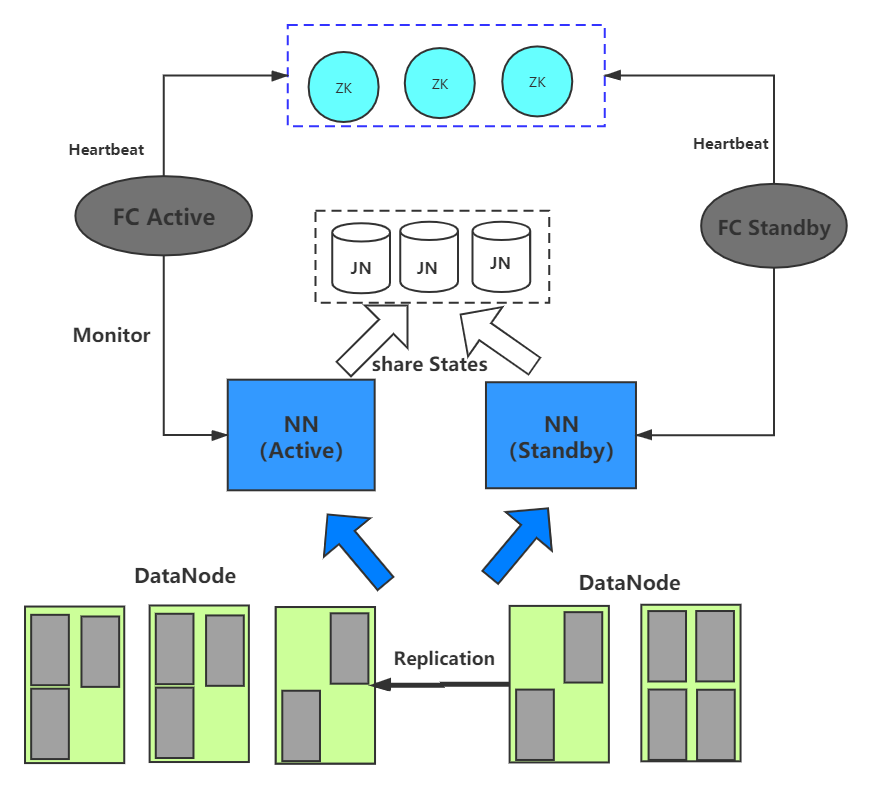 ZK
ZK
ZK
Heartbeat
Heartbeat
FC Active
FC Standby
JN
JN
JN
Monitor
share States
NN
(Active)
NN
(Standby)
DataNode
DataNode
Replication